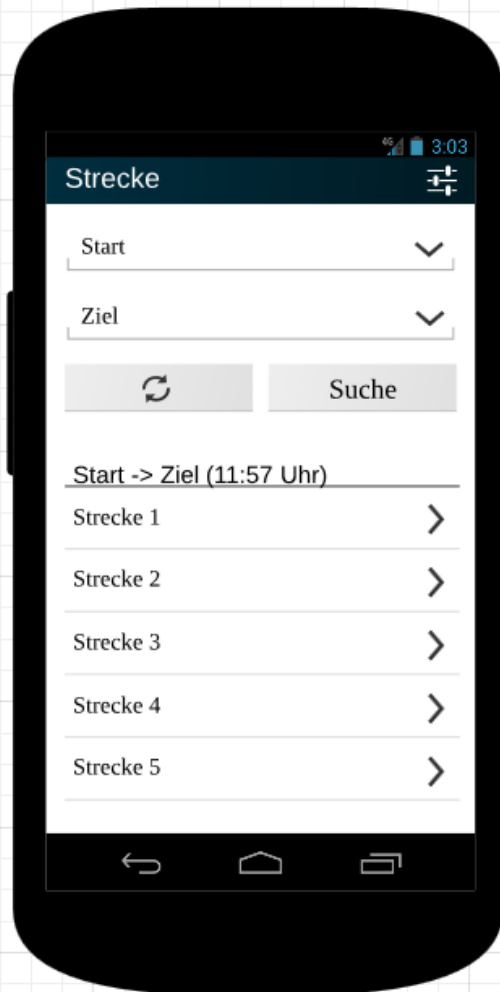 4G 3:03
Strecke
Start
Ziel
Suche
Start -> Ziel (11:57 Uhr)
Strecke 1
Strecke 2
Strecke 3
Strecke 4
Strecke 5